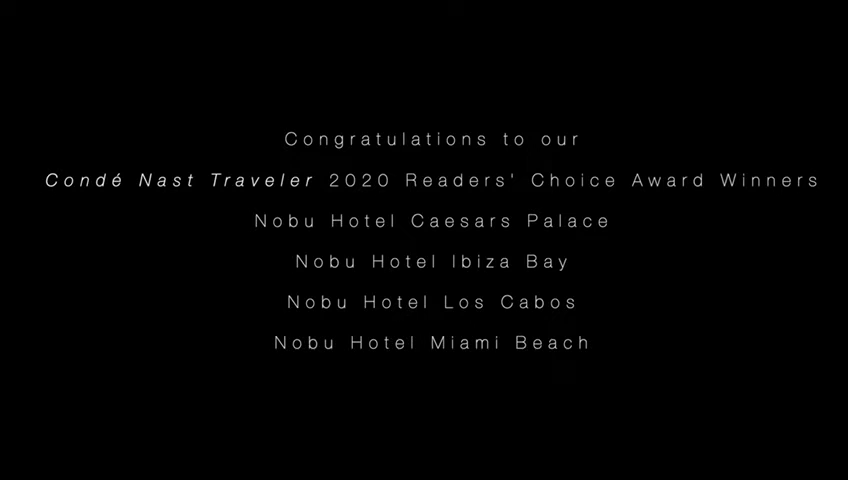 Congratulations to our
Condé Nast Traveler 2020 Readers' Choice Award Winners
Nobu Hotel Caesars Palace
Nobu Hotel Ibiza Bay
Nobu Hotel Los Cabos
Nobu Hotel Miami Beach